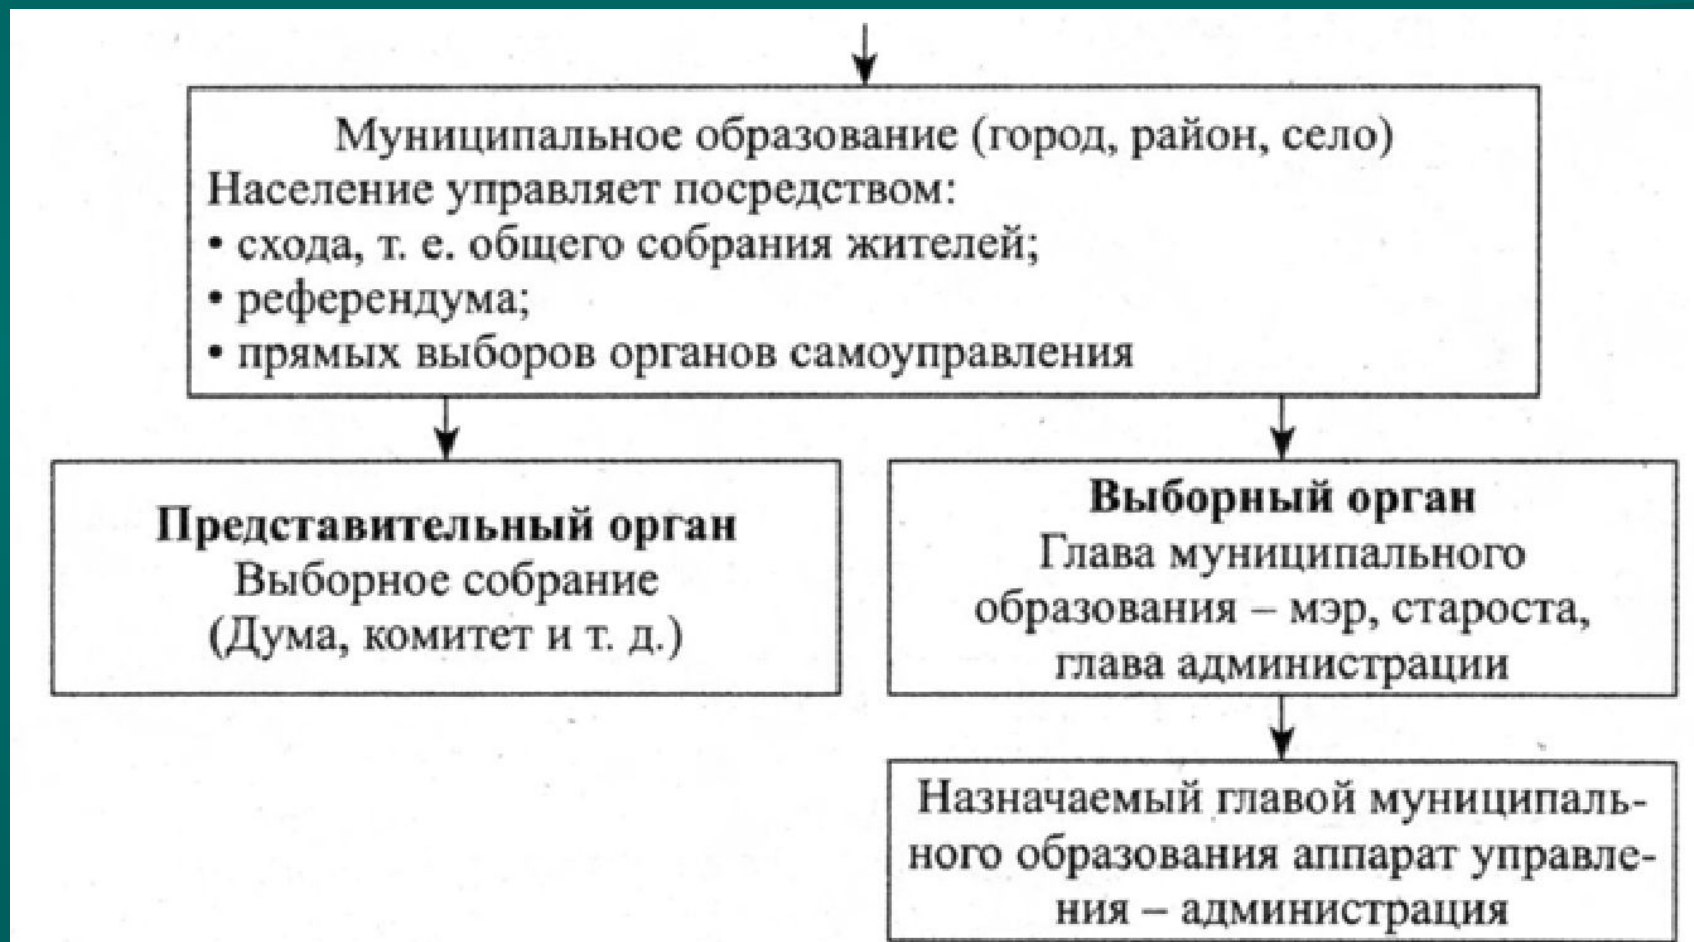 Муниципальное образование (город, район, село)
Население управляет посредством:
• схода, т. е. общего собрания жителей;
• референдума;
• прямых выборов органов самоуправления
Представительный орган
Выборное собрание
(Дума, комитет и т. д.)
Выборный орган
Глава муниципального
образования – мэр, староста,
глава администрации
Назначаемый главой муниципаль-
ного образования аппарат управле-
ния – администрация